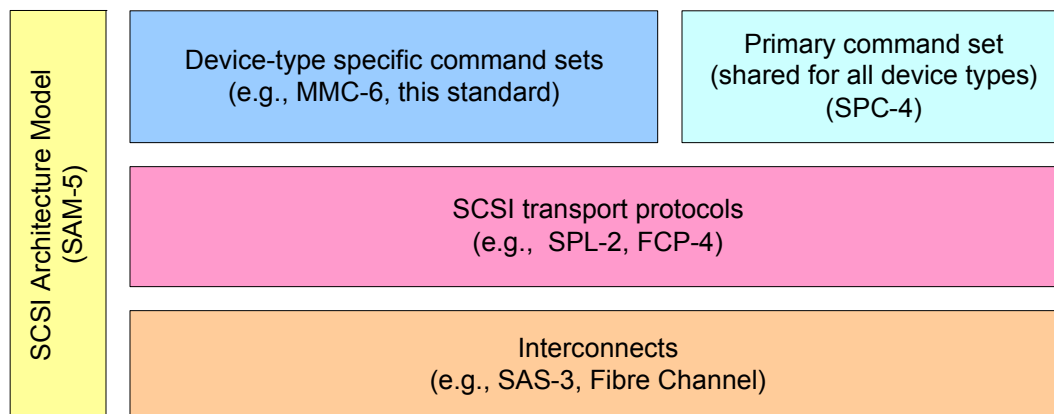 SCSI Architecture Model
(SAM-5)
Device-type specific command sets
(e.g., MMC-6, this standard)
Primary command set
(shared for all device types)
(SPC-4)
SCSI transport protocols
(e.g., SPL-2, FCP-4)
Interconnects
(e.g., SAS-3, Fibre Channel)